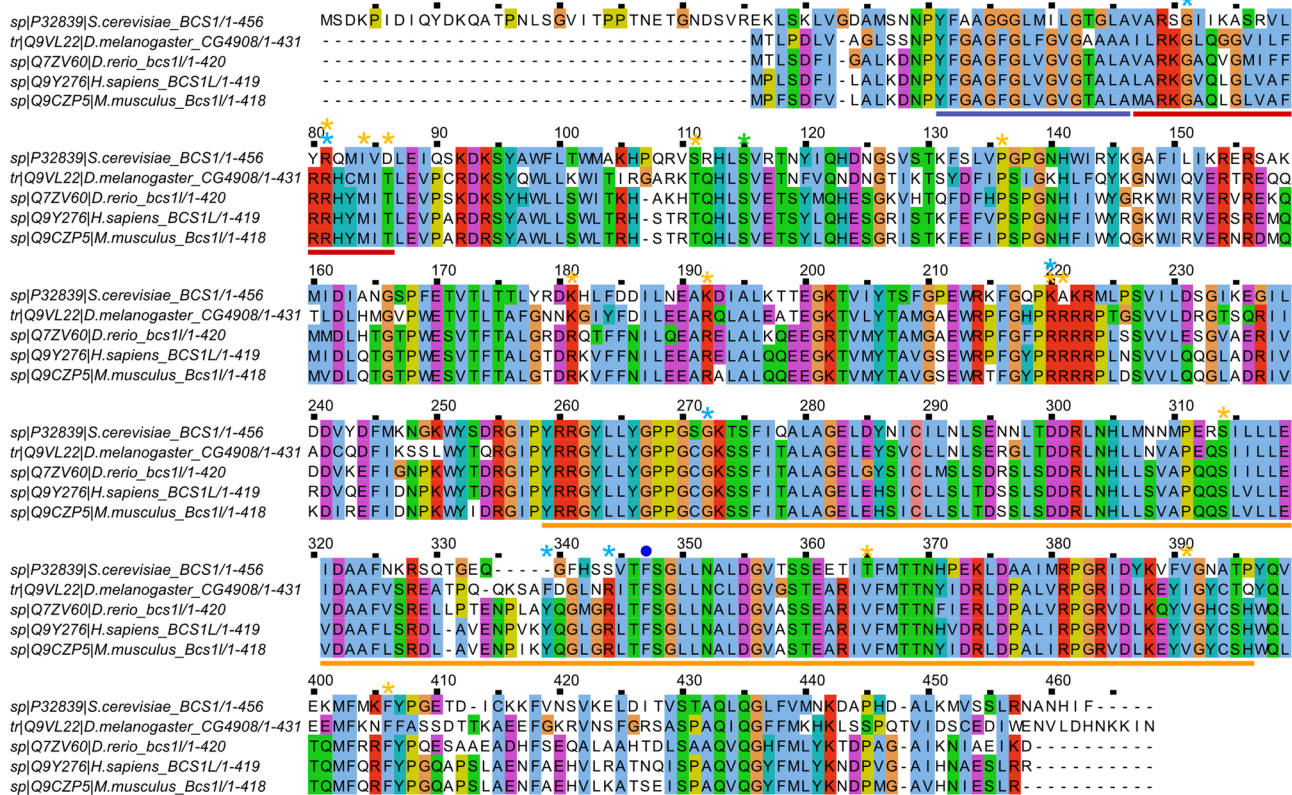 sp|P32839|S.cerevisiae_BCS1/1-456 MSDKPIDIQYDKQATPNLSGVITPPTNETGNDSVREKLSKLVGDAMSNNPYFAAGGGLMILGTGLAVARSGIIKASRVL
tr|Q9VL22|D.melanogaster_CG4908/1-431 -----------------------------------MTLPDLV-AGLSSNPYFGAGFGLFGVGAAAAILRKGLQGGVILF
sp|Q7ZV60|D.rerio_bcs1l/1-420 -----------------------------------MTLSDFI-GALKDNPYFGAGFGLVGVGTALAVARKGAQVGMIFF
sp|Q9Y276|H.sapiens_BCS1L/1-419 -----------------------------------MPLSDFI-LALKDNPYFGAGFGLVGVGTALALARKGVQLGLVAF
sp|Q9CZP5|M.musculus_Bcs1l/1-418 -----------------------------------MPFSDFV-LALKDNPYFGAGFGLVGVGTALAMARKGAQLGLVAF
80 90 100 110 120 130 140 150
sp|P32839|S.cerevisiae_BCS1/1-456 YRQMIVDLEIQSKDKSYAWFLTWMAKHPQRVSRHLSVRTNYIQHDNGSVSTKFSLVPGPGNHWIRYKGAFILIKRERSAK
tr|Q9VL22|D.melanogaster_CG4908/1-431 RRHCMITLEVPCRDKSYQWLLKWITIRGARKTQHLSVETNFVQNDNGTIKTSYDFIPSIGKHLFQYKGNWIQVERTREQQ
sp|Q7ZV60|D.rerio_bcs1l/1-420 RRHYMITLEVPSKDKSYHWLLSWITKH-AKHTQHLSVETSYMQHESGKVHTQFDFHPSPGNHIIWYGRKWIRVERVREKQ
sp|Q9Y276|H.sapiens_BCS1L/1-419 RRHYMITLEVPARDRSYAWLLSWLTRH-STRTQHLSVETSYLQHESGRISTKFEFVPSPGNHFIWYRGKWIRVERSREMQ
sp|Q9CZP5|M.musculus_Bcs1l/1-418 RRHYMITLEVPARDRSYAWLLSWLTRH-STRTQHLSVETSYLQHESGRISTKFEFIPSPGNHFIWYQGKWIRVERNRDMQ
160 170 180 190 200 210 220 230
sp|P32839|S.cerevisiae_BCS1/1-456 MIDIANGSPFETVTLTTLYRDKHLFDDILNEAKDIALKTTEGKTVIYTSFGPEWRKFGQPKAKRMLPSVILDSGIKEGIL
tr|Q9VL22|D.melanogaster_CG4908/1-431 TLDLHMGVPWETVTLTAFGNNKGIYFDILEEARQLALEATEGKTVLYTAMGAEWRPFGHPRRRRPTGSVVLDRGTSQRII
sp|Q7ZV60|D.rerio_bcs1l/1-420 MMDLHTGTPWESVTFTALGRDRQTFFNILQEARELALKQEEGKTVMYTAMGAEWRPFGFPRRRRPLSSVVLESGVAERIV
sp|Q9Y276|H.sapiens_BCS1L/1-419 MIDLQTGTPWESVTFTALGTDRKVFFNILEEARELALQQEEGKTVMYTAVGSEWRPFGYPRRRRPLNSVVLQQGLADRIV
sp|Q9CZP5|M.musculus_Bcs1l/1-418 MVDLQTGTPWESVTFTALGTDRKVFFNILEEARALALQQEEGKTVMYTAVGSEWRTFGYPRRRRPLDSVVLQQGLADRIV
240 250 260 270 280 290 300 310
sp|P32839|S.cerevisiae_BCS1/1-456 DDVYDFMKNGKWYSDRGIPYRRGYLLYGPPGSGKTSFIQALAGELDYNICILNLSENNLTDDRLNHLMNNMPERSILLLE
tr|Q9VL22|D.melanogaster_CG4908/1-431 ADCQDFIKSSLWYTQRGIPYRRGYLLYGPPGCGKSSFITALAGELEYSVCLLNLSERGLTDDRLNHLLNVAPEQSIILLE
sp|Q7ZV60|D.rerio_bcs1l/1-420 DDVKEFIGNPKWYTDRGIPYRRGYLLYGPPGCGKSSFITALAGELGYSICLMSLSDRSLSDDRLNHLLSVAPQQSIILLE
sp|Q9Y276|H.sapiens_BCS1L/1-419 RDVQEFIDNPKWYTDRGIPYRRGYLLYGPPGCGKSSFITALAGELEHSICLLSLTDSSLSDDRLNHLLSVAPQQSLVLLE
sp|Q9CZP5|M.musculus_Bcs1l/1-418 KDIREFIDNPKWYIDRGIPYRRGYLLYGPPGCGKSSFITALAGELEHSICLLSLTDSSLSDDRLNHLLSVAPQQSLVLLE
320 330 340 350 360 370 380 390
sp|P32839|S.cerevisiae_BCS1/1-456 IDAAFNKRSQTGEQ-----GFHSSVTFSGLLNALDGVTSSEETITFMTTNHPEKLDAAIMRPGRIDYKVFVGNATPYQV
tr|Q9VL22|D.melanogaster_CG4908/1-431 IDAAFVSREATPQ-QKSAFDGLNRITFSGLLNCLDGVGSTEARIVFMTTNYIDRLDPALVRPGRIDLKEYIGYCTQYQL
sp|Q7ZV60|D.rerio_bcs1l/1-420 VDAAFVSRELLPTENPLAYQGMGRLTFSGLLNALDGVASSEARIVFMTTNFIERLDPALVRPGRVDLKQYVGHCSHWQL
sp|Q9Y276|H.sapiens_BCS1L/1-419 VDAAFLSRDL-AVENPVKYQGLGRLTFSGLLNALDGVASTEARIVFMTTNHVDRLDPALIRPGRVDLKEYVGYCSHWQL
sp|Q9CZP5|M.musculus_Bcs1l/1-418 VDAAFLSRDL-AVENPIKYQGLGRLTFSGLLNALDGVASTEARIVFMTTNYIDRLDPALIRPGRVDLKEYVGYCSHWQL
400 410 420 430 440 450 460
sp|P32839|S.cerevisiae_BCS1/1-456 EKMFMKFYPGETD-ICKKFVNSVKELDITVSTAQLQGLFVMNKDAPHD-ALKMVSSLRNANHIF-----
tr|Q9VL22|D.melanogaster_CG4908/1-431 EEMFKNFFASSDTTKAEEFGKRVNSFGRSASPAQIQGFFMKHKLSSPQTVIDSCEDIWENVLDHNKKIN
sp|Q7ZV60|D.rerio_bcs1l/1-420 TQMFRRFYPQESAAEADHFSEQALAAHTDLSAAQVQGHFMLYKTDPAG-AIKNIAEIKD----------
sp|Q9Y276|H.sapiens_BCS1L/1-419 TQMFQRFYPGQAPSLAENFAEHVLRATNQISPAQVQGYFMLYKNDPVG-AIHNAESLRR----------
sp|Q9CZP5|M.musculus_Bcs1l/1-418 TQMFQRFYPGQAPSLAENFAEHVLKATSEISPAQVQGYFMLYKNDPMG-AVHNAESLR-----------